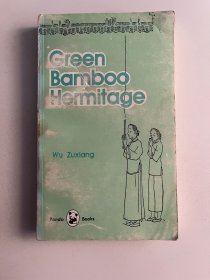 Green
Bamboo
Hermitage
Wu Zuxiang
Panda Books